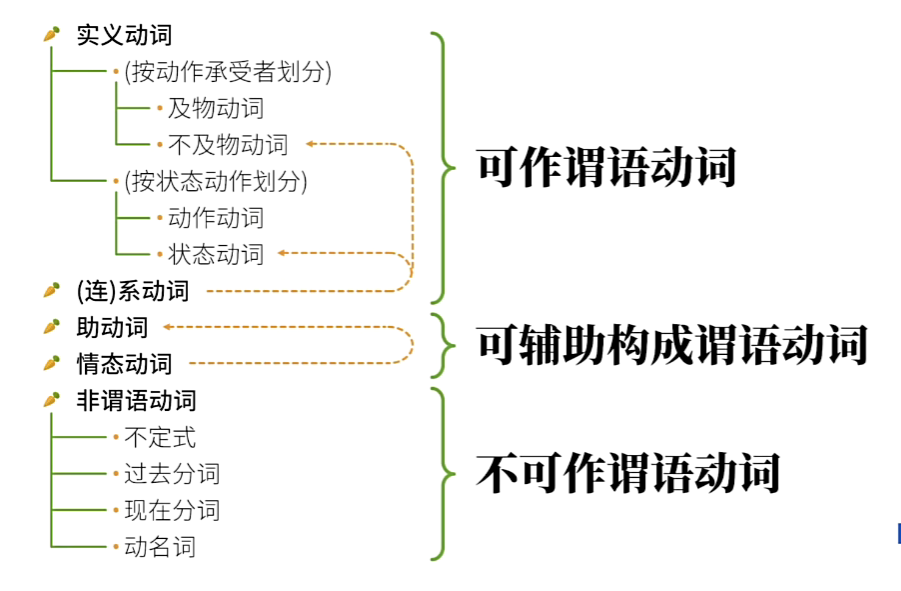 实义动词
(按动作承受者划分)
及物动词
不及物动词
可作谓语动词
(按状态动作划分)
动作动词
状态动词
(连)系动词
助动词
可辅助构成谓语动词
情态动词
非谓语动词
不定式
过去分词
不可作谓语动词
现在分词
动名词